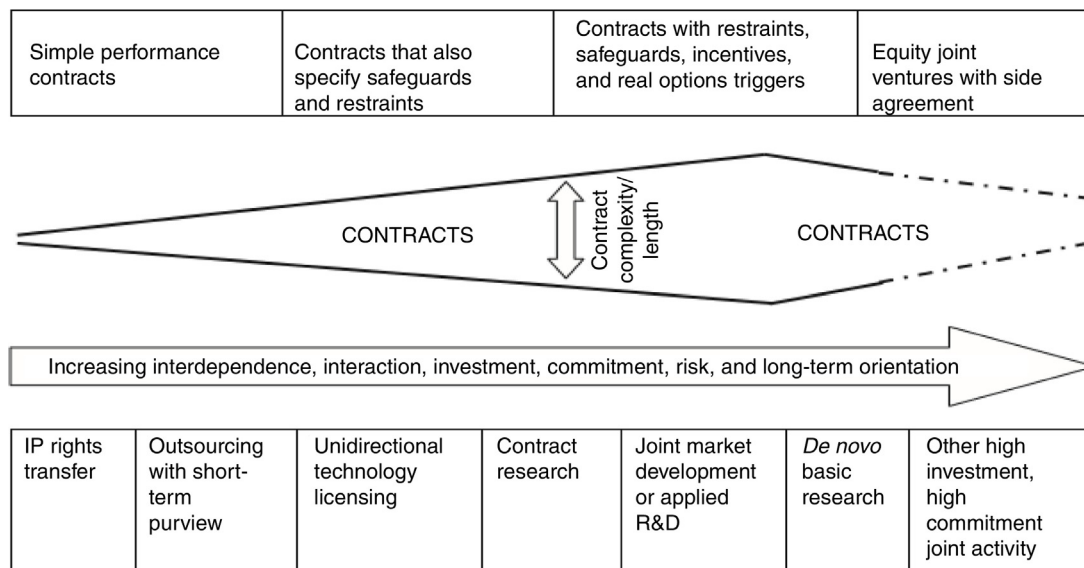 Simple performance
contracts
Contracts that also
specify safeguards
and restraints
Contracts with restraints,
safeguards, incentives,
and real options triggers
Equity joint
ventures with side
agreement
CONTRACTS
Contract
complexity/
length
CONTRACTS
Increasing interdependence, interaction, investment, commitment, risk, and long-term orientation
IP rights
transfer
Outsourcing
with short-
term
purview
Unidirectional
technology
licensing
Contract
research
Joint market
development
or applied
R&D
De novo
basic
research
Other high
investment,
high
commitment
joint activity